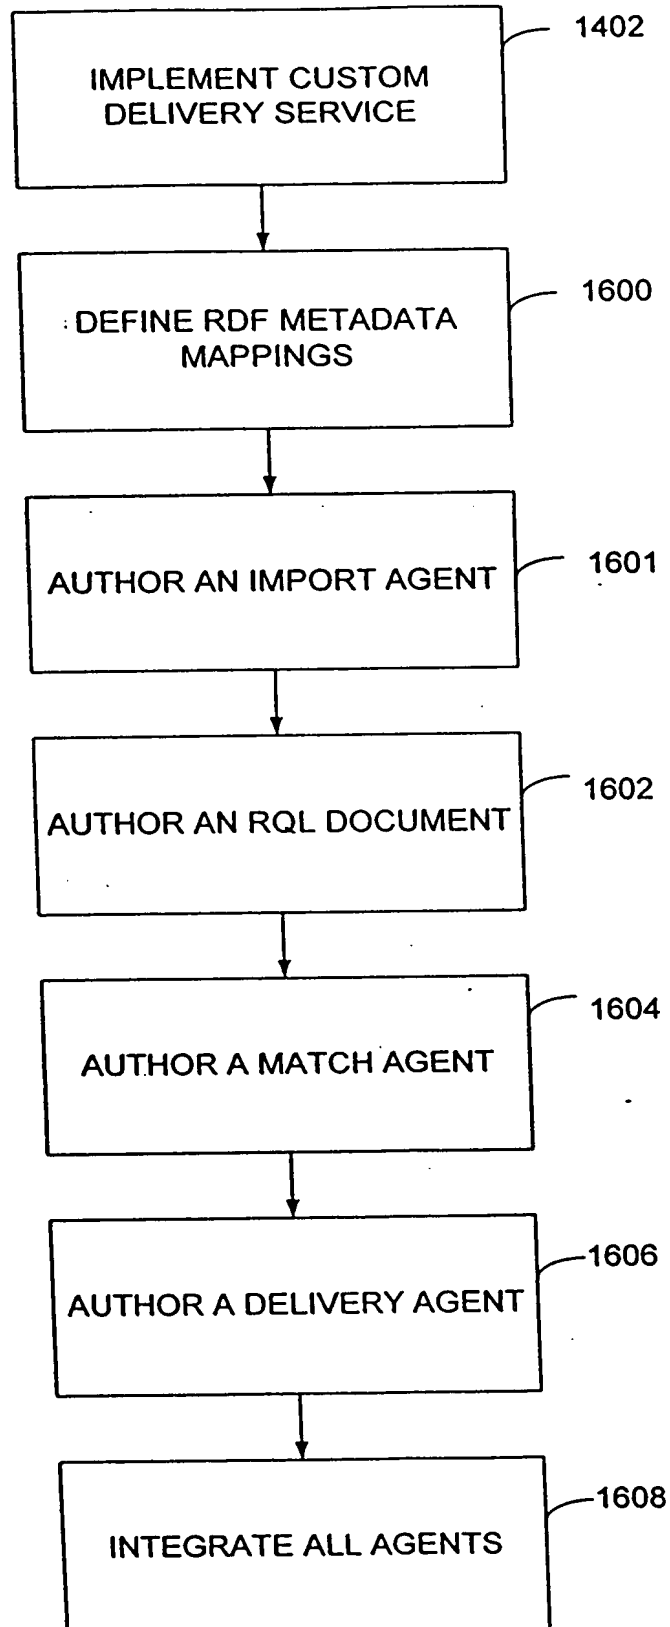 1402
IMPLEMENT CUSTOM
DELIVERY SERVICE
1600
DEFINE RDF METADATA
MAPPINGS
1601
AUTHOR AN IMPORT AGENT
1602
AUTHOR AN RQL DOCUMENT
1604
AUTHOR A MATCH AGENT
1606
AUTHOR A DELIVERY AGENT
1608
INTEGRATE ALL AGENTS